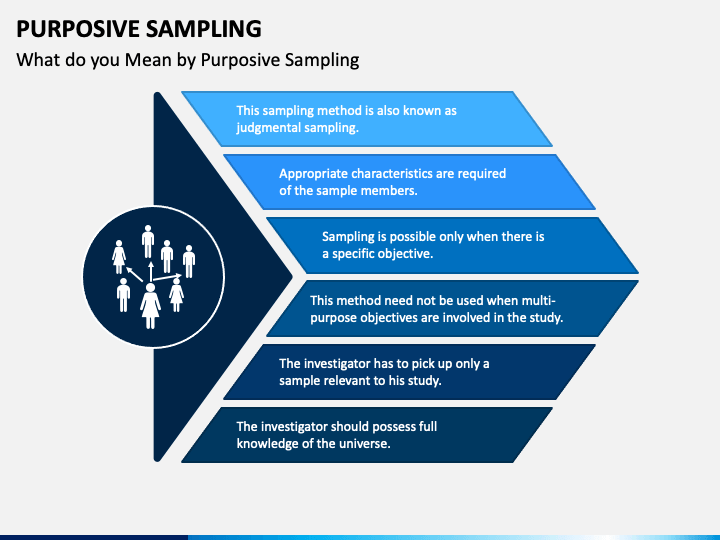 PURPOSIVE SAMPLING
What do you Mean by Purposive Sampling
This sampling method is also known as
judgmental sampling.
Appropriate characteristics are required
of the sample members.
Sampling is possible only when there is
a specific objective.
This method need not be used when multi-
purpose objectives are involved in the study.
The investigator has to pick up only a
sample relevant to his study.
The investigator should possess full
knowledge of the universe.